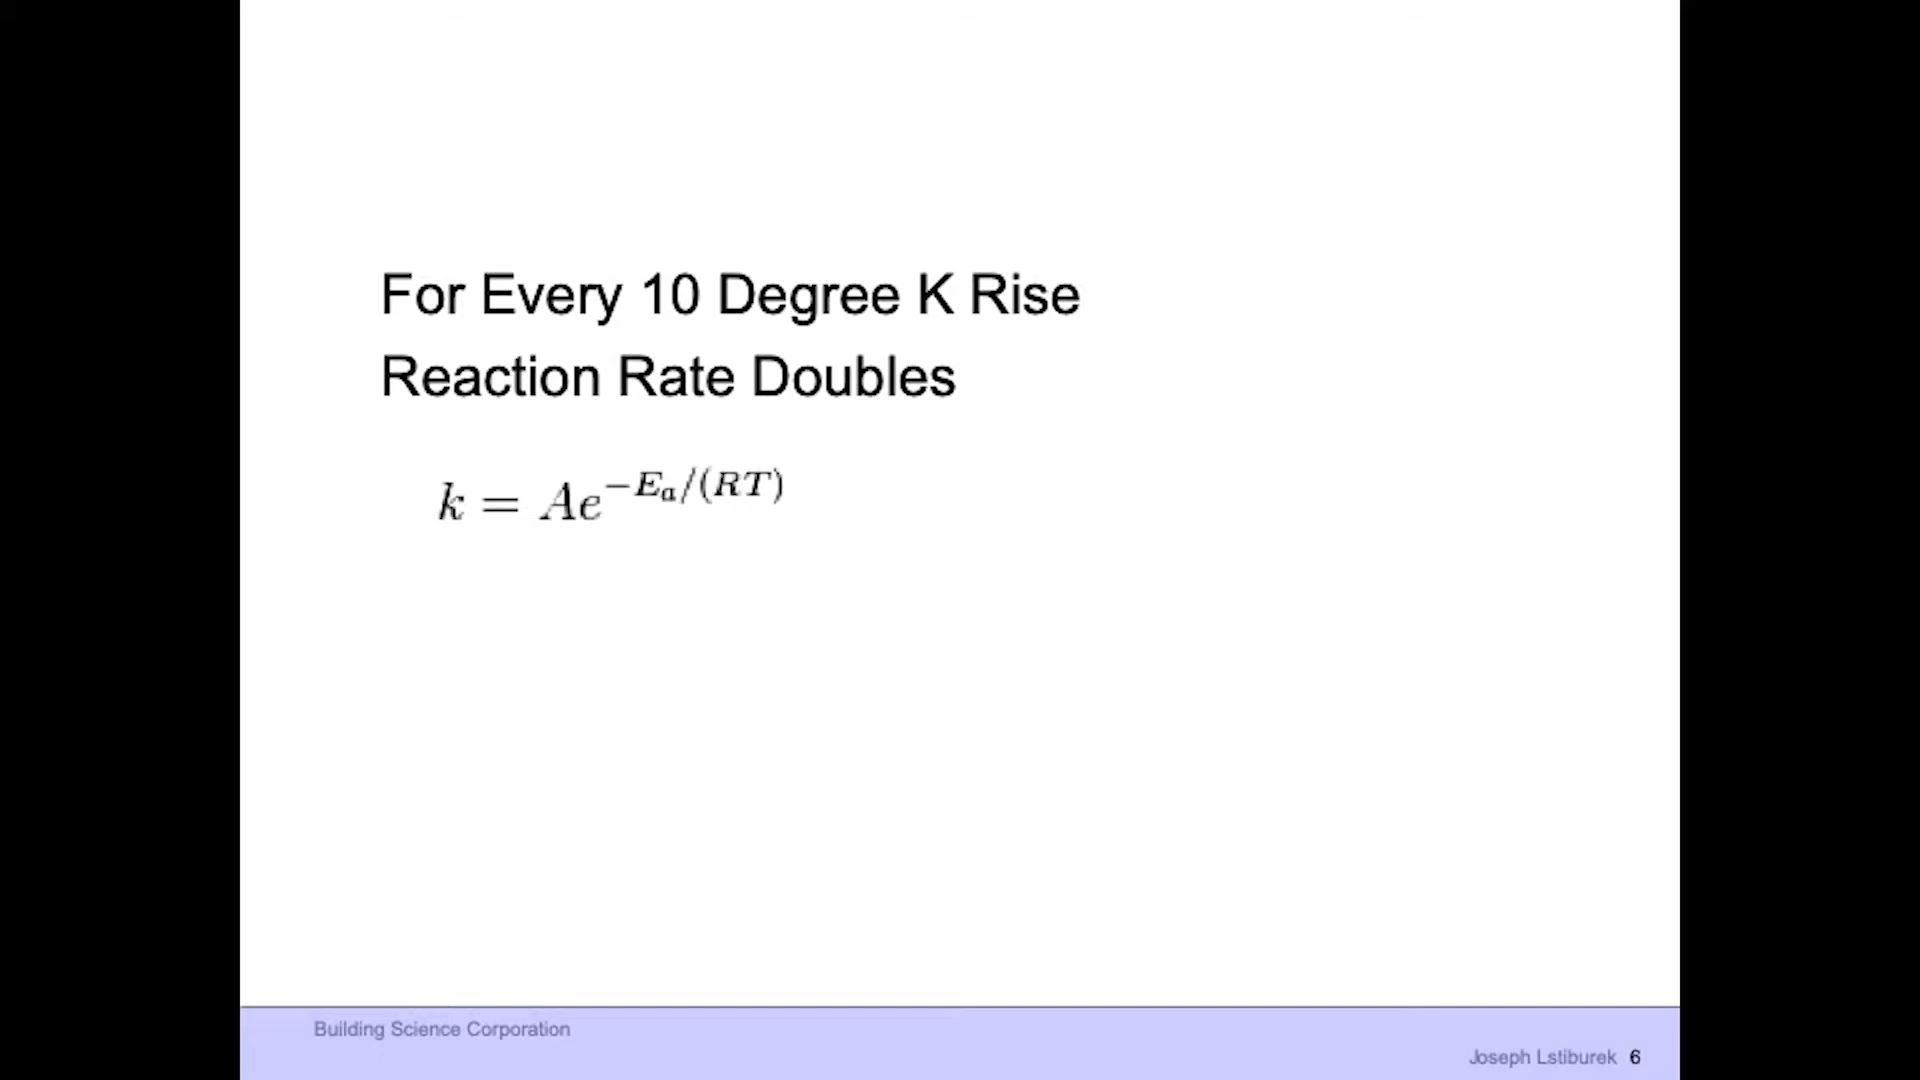 For Every 10 Degree K Rise
Reaction Rate Doubles
k = Ae^{-E_a/(RT)}
Building Science Corporation
Joseph Lstiburek 6